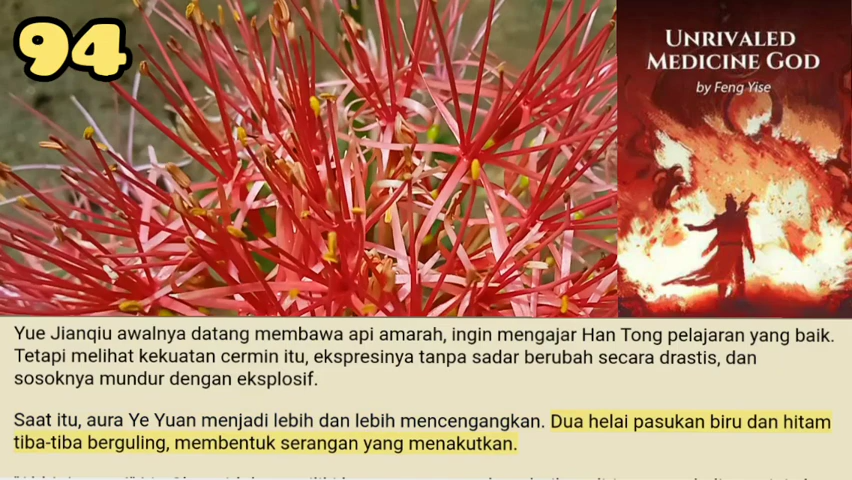 94
UNRIVALED
MEDICINE GOD
by Feng Yise
Yue Jianqiu awalnya datang membawa api amarah, ingin mengajar Han Tong pelajaran yang baik.
Tetapi melihat kekuatan cermin itu, ekspresinya tanpa sadar berubah secara drastis, dan
sosoknya mundur dengan eksplosif.
Saat itu, aura Ye Yuan menjadi lebih dan lebih mencengangkan. Dua helai pasukan biru dan hitam
tiba-tiba berguling, membentuk serangan yang menakutkan.